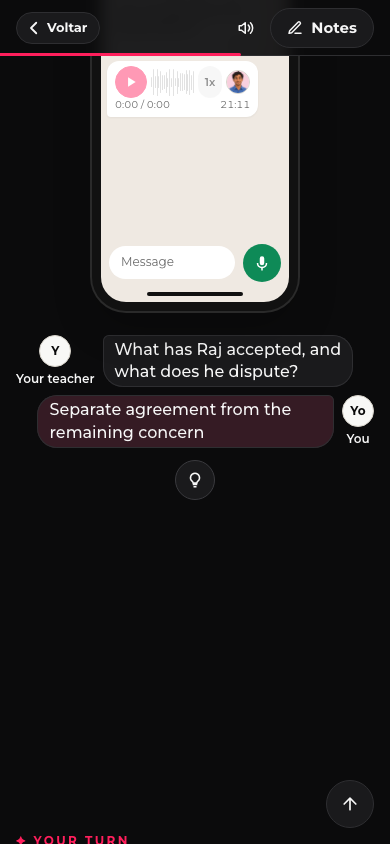 Voltar
Notes
1x
0:00 / 0:00
21:11
Message
What has Raj accepted, and
what does he dispute?
Y
Your teacher
Separate agreement from the
remaining concern
Yo
You
YOUR TURN